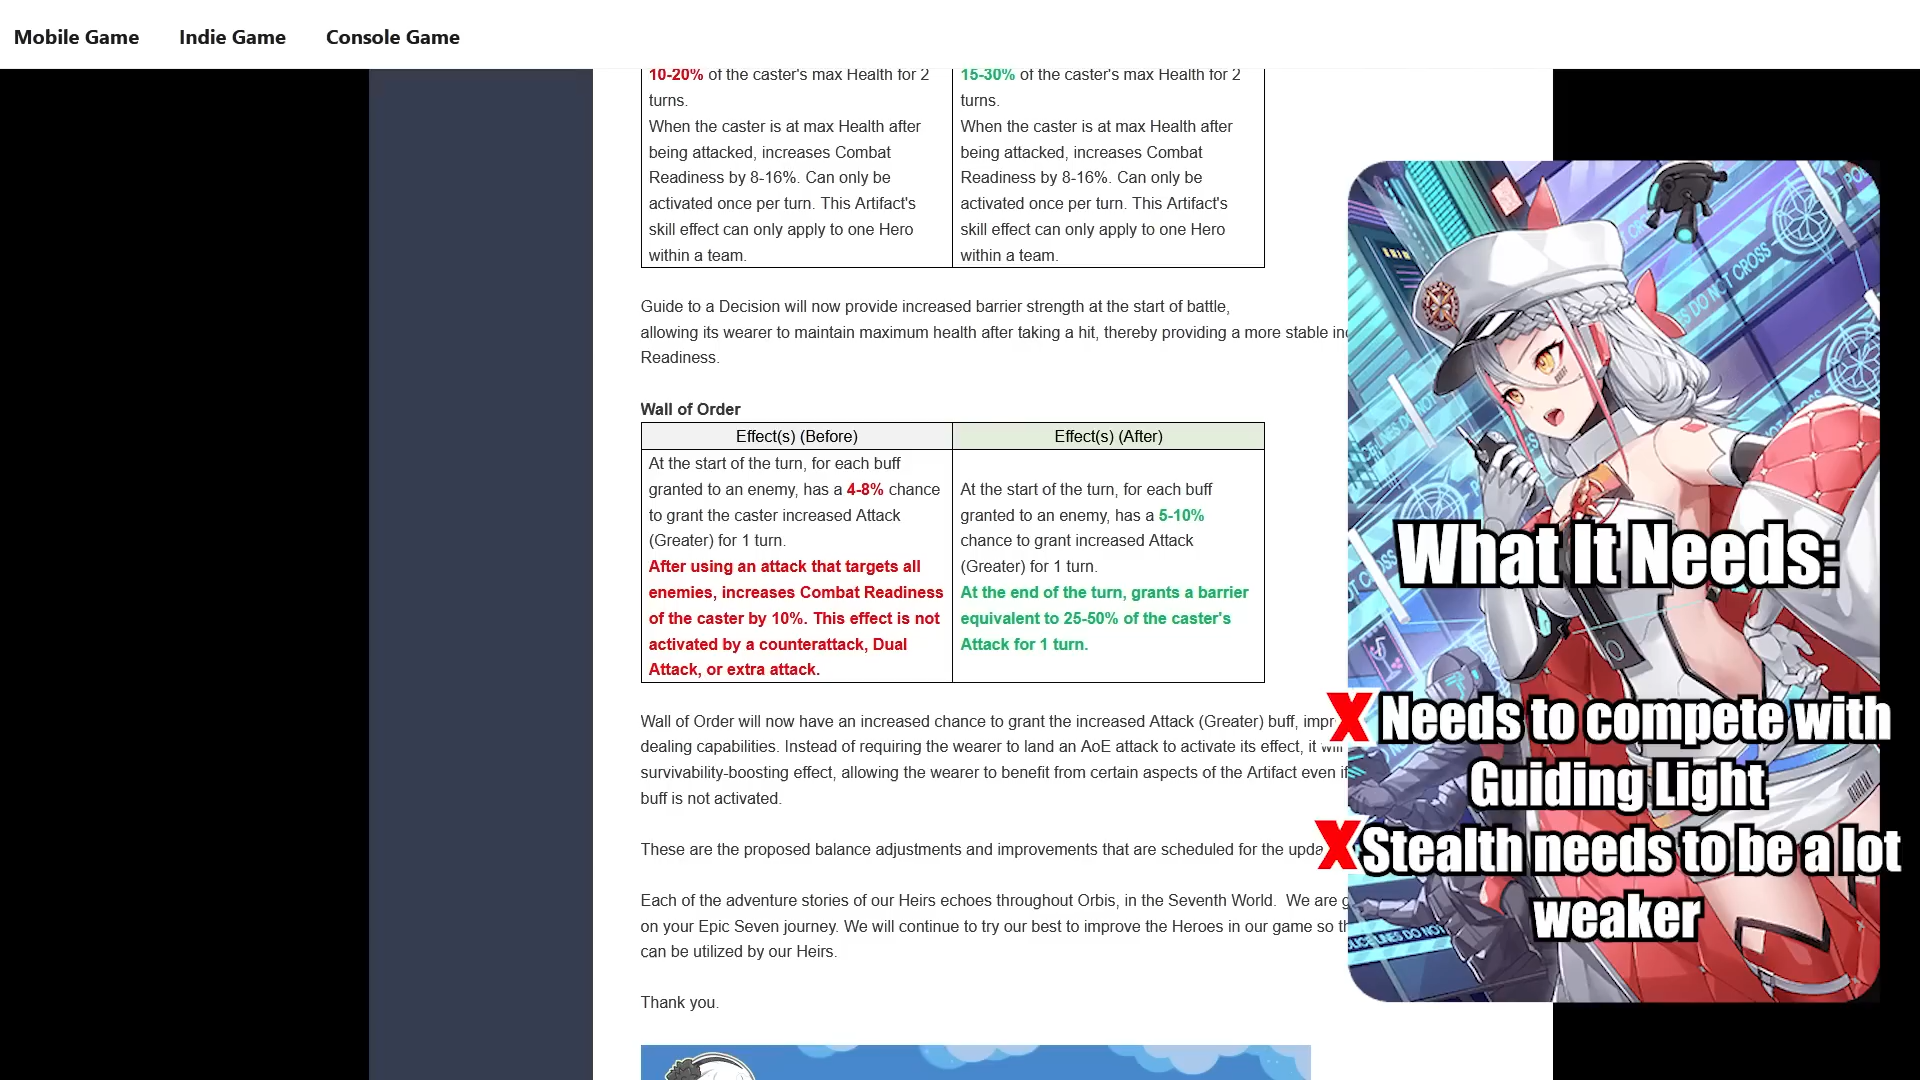 Mobile Game Indie Game Console Game
10-20% of the caster's max Health for 2
turns.
When the caster is at max Health after
being attacked, increases Combat
Readiness by 8-16%. Can only be
activated once per turn. This Artifact's
skill effect can only apply to one Hero
within a team.
15-30% of the caster's max Health for 2
turns.
When the caster is at max Health after
being attacked, increases Combat
Readiness by 8-16%. Can only be
activated once per turn. This Artifact's
skill effect can only apply to one Hero
within a team.
Guide to a Decision will now provide increased barrier strength at the start of battle,
allowing its wearer to maintain maximum health after taking a hit, thereby providing a more stable
Readiness.
Wall of Order
Effect(s) (Before)
Effect(s) (After)
At the start of the turn, for each buff
granted to an enemy, has a 4-8% chance
to grant the caster increased Attack
(Greater) for 1 turn.
After using an attack that targets all
enemies, increases Combat Readiness
of the caster by 10%. This effect is not
activated by a counterattack, Dual
Attack, or extra attack.
At the start of the turn, for each buff
granted to an enemy, has a 5-10%
chance to grant increased Attack
(Greater) for 1 turn.
At the end of the turn, grants a barrier
equivalent to 25-50% of the caster's
Attack for 1 turn.
Wall of Order will now have an increased chance to grant the increased Attack (Greater) buff,
dealing capabilities. Instead of requiring the wearer to land an AoE attack to activate its effect, it will
survivability-boosting effect, allowing the wearer to benefit from certain aspects of the Artifact even if
buff is not activated.
These are the proposed balance adjustments and improvements that are scheduled for the
Each of the adventure stories of our Heirs echoes throughout Orbis, in the Seventh World. We are
on your Epic Seven journey. We will continue to try our best to improve the Heroes in our game so
can be utilized by our Heirs.
Thank you.
DO NOT CROSS
What It Needs:
X Needs to compete with
Guiding Light
X Stealth needs to be a lot
weaker